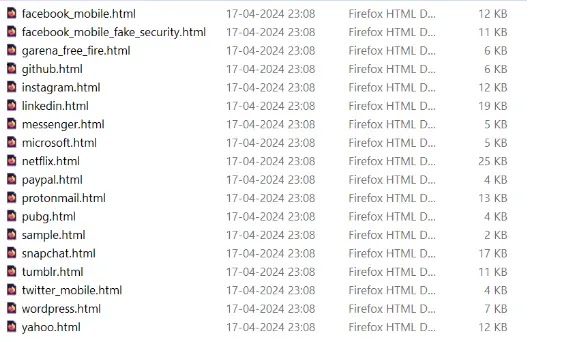 facebook_mobile.html 17-04-2024 23:08 Firefox HTML D... 12 KB
facebook_mobile_fake_security.html 17-04-2024 23:08 Firefox HTML D... 11 KB
garena_free_fire.html 17-04-2024 23:08 Firefox HTML D... 6 KB
github.html 17-04-2024 23:08 Firefox HTML D... 6 KB
instagram.html 17-04-2024 23:08 Firefox HTML D... 12 KB
linkedin.html 17-04-2024 23:08 Firefox HTML D... 19 KB
messenger.html 17-04-2024 23:08 Firefox HTML D... 5 KB
microsoft.html 17-04-2024 23:08 Firefox HTML D... 5 KB
netflix.html 17-04-2024 23:08 Firefox HTML D... 25 KB
paypal.html 17-04-2024 23:08 Firefox HTML D... 4 KB
protonmail.html 17-04-2024 23:08 Firefox HTML D... 13 KB
pubg.html 17-04-2024 23:08 Firefox HTML D... 4 KB
sample.html 17-04-2024 23:08 Firefox HTML D... 2 KB
snapchat.html 17-04-2024 23:08 Firefox HTML D... 17 KB
tumblr.html 17-04-2024 23:08 Firefox HTML D... 11 KB
twitter_mobile.html 17-04-2024 23:08 Firefox HTML D... 4 KB
wordpress.html 17-04-2024 23:08 Firefox HTML D... 7 KB
yahoo.html 17-04-2024 23:08 Firefox HTML D... 12 KB